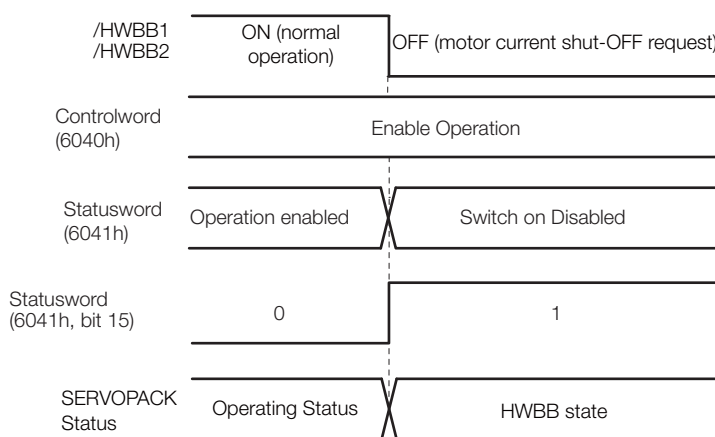 /HWBB1
/HWBB2
ON (normal
operation)
OFF (motor current shut-OFF request)
Controlword
(6040h)
Enable Operation
Statusword
(6041h)
Operation enabled
Switch on Disabled
Statusword
(6041h, bit 15)
0
1
SERVOPACK
Status
Operating Status
HWBB state